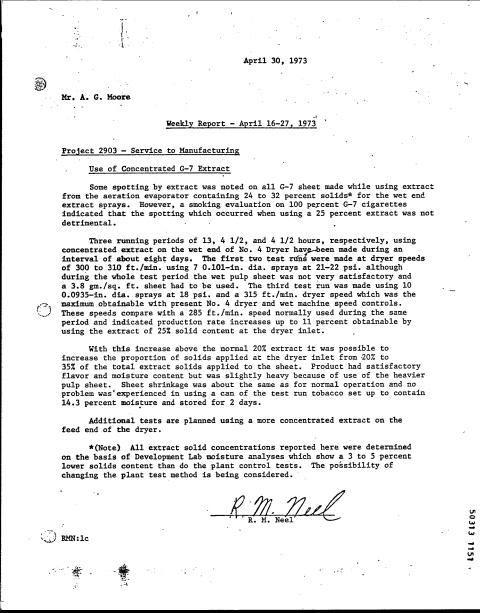 April 30, 1973
Mr. A. G. Moore
Weekly Report - April 16-27, 1973
Project 2903 - Service to Manufacturing
Use of Concentrated G-7 Extract
Some spotting by extract was noted on all G-7 sheet made while using extract
from the aeration evaporator containing 24 to 32 percent solids* for the wet end
extract sprays. However, a smoking evaluation on 100 percent G-7 cigarettes
indicated that the spotting which occurred when using a 25 percent extract was not
detrimental.
Three running periods of 13, 4 1/2, and 4 1/2 hours, respectively, using
concentrated extract on the wet end of No. 4 Dryer have been made during an
interval of about eight days. The first two test runs were made at dryer speeds
of 300 to 310 ft./min. using 7 0.101-in. dia. sprays at 21-22 psi. although
during the whole test period the wet pulp sheet was not very satisfactory and
a 3.8 gm./sq. ft. sheet had to be used. The third test run was made using 10
0.0935-in. dia. sprays at 18 psi. and a 315 ft./min. dryer speed which was the
maximum obtainable with present No. 4 dryer and wet machine speed controls.
These speeds compare with a 285 ft./min. speed normally used during the same
period and indicated production rate increases up to 11 percent obtainable by
using the extract of 25% solid content at the dryer inlet.
With this increase above the normal 20% extract it was possible to
increase the proportion of solids applied at the dryer inlet from 20% to
35% of the total extract solids applied to the sheet. Product had satisfactory
flavor and moisture content but was slightly heavy because of use of the heavier
pulp sheet. Sheet shrinkage was about the same as for normal operation and no
problem was experienced in using a can of the test run tobacco set up to contain
14.3 percent moisture and stored for 2 days.
Additional tests are planned using a more concentrated extract on the
feed end of the dryer.
*(Note) All extract solid concentrations reported here were determined
on the basis of Development Lab moisture analyses which show a 3 to 5 percent
lower solids content than do the plant control tests. The possibility of
changing the plant test method is being considered.
R. M. Neel
R. M. Neel
RMN:lc
50313 1151